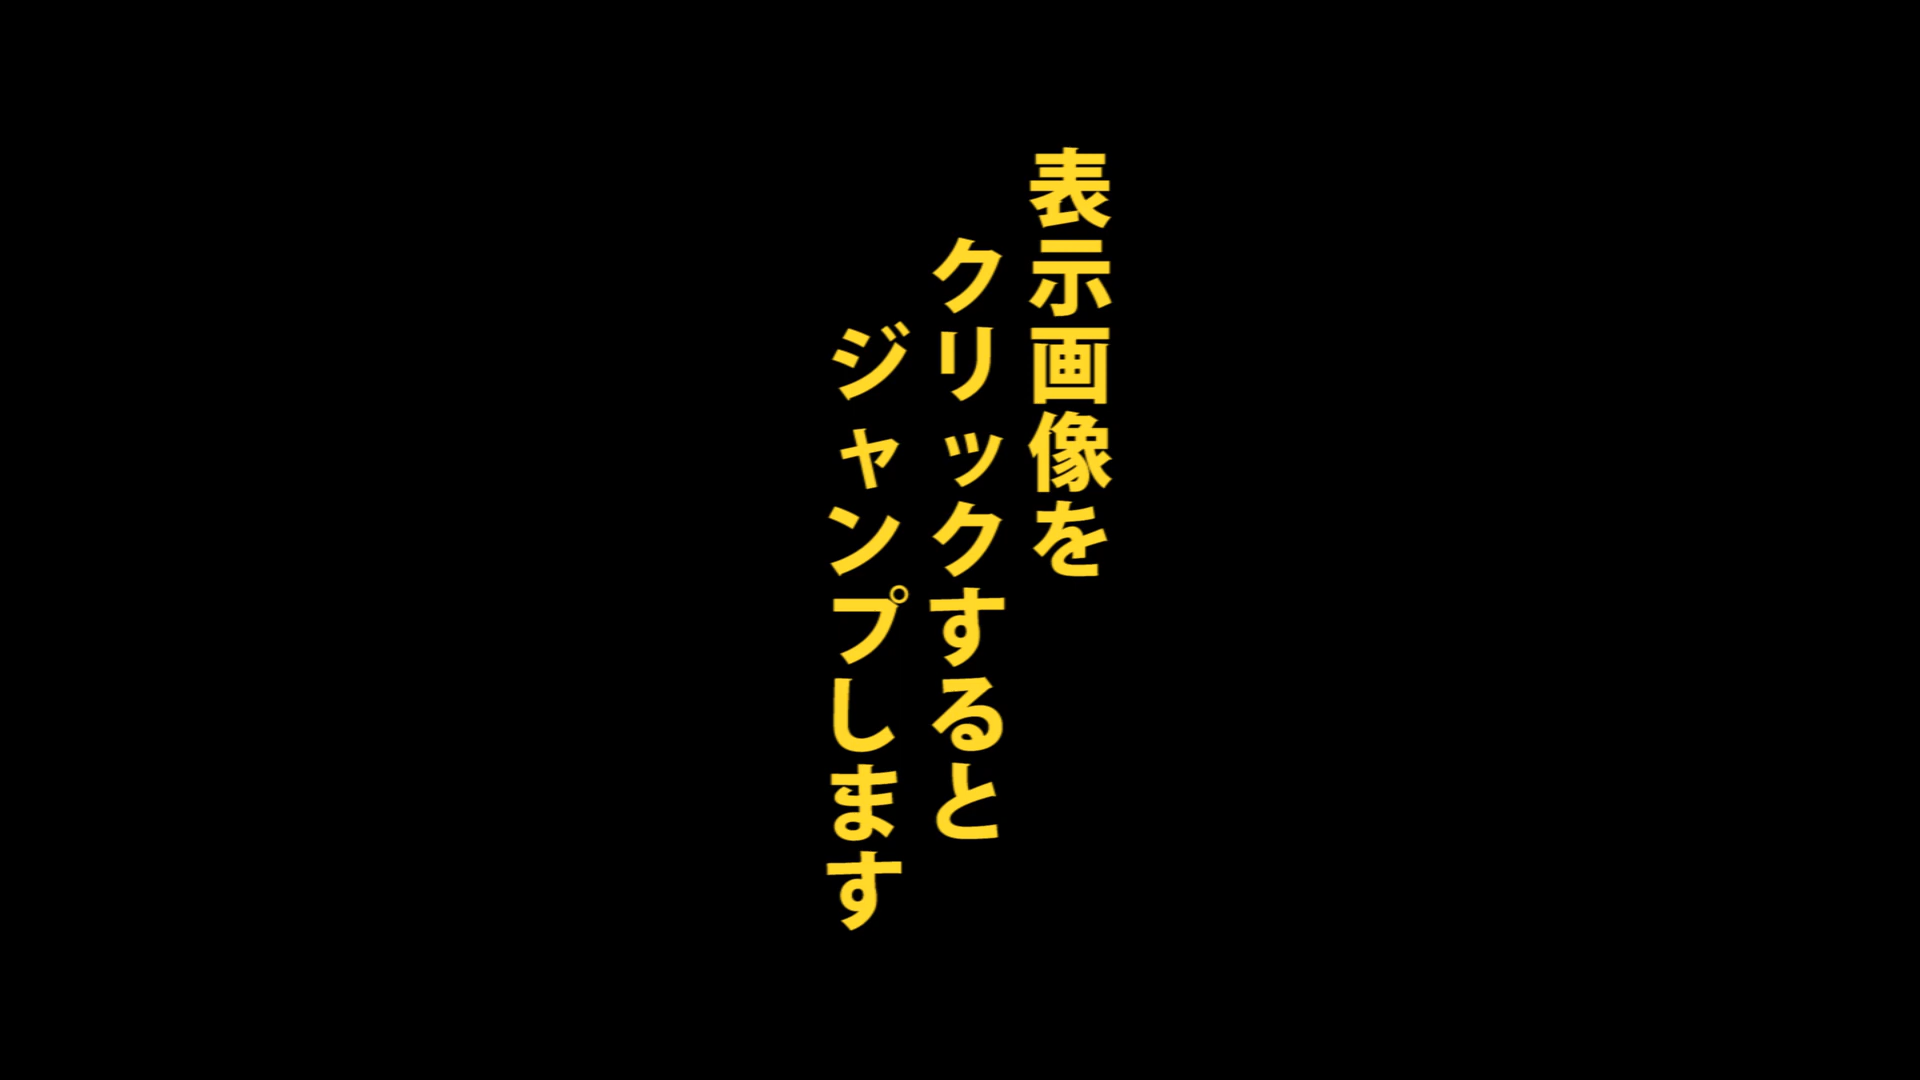 表示画像を
クリックすると
ジャンプします